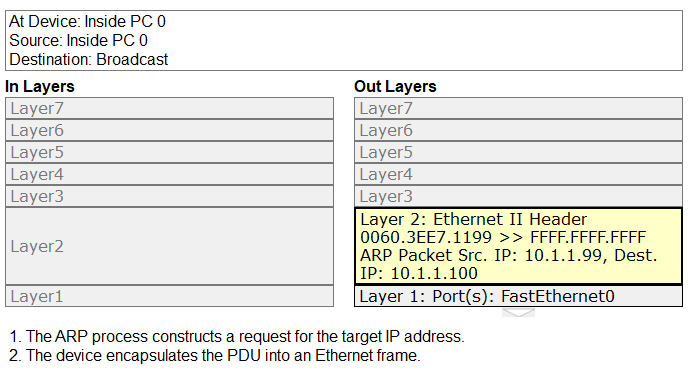 At Device: Inside PC 0
Source: Inside PC 0
Destination: Broadcast
In Layers
Layer7
Layer6
Layer5
Layer4
Layer3
Layer2
Layer1
Out Layers
Layer7
Layer6
Layer5
Layer4
Layer3
Layer 2: Ethernet II Header
0060.3EE7.1199 >> FFFF.FFFF.FFFF
ARP Packet Src. IP: 10.1.1.99, Dest.
IP: 10.1.1.100
Layer 1: Port(s): FastEthernet0
1. The ARP process constructs a request for the target IP address.
2. The device encapsulates the PDU into an Ethernet frame.